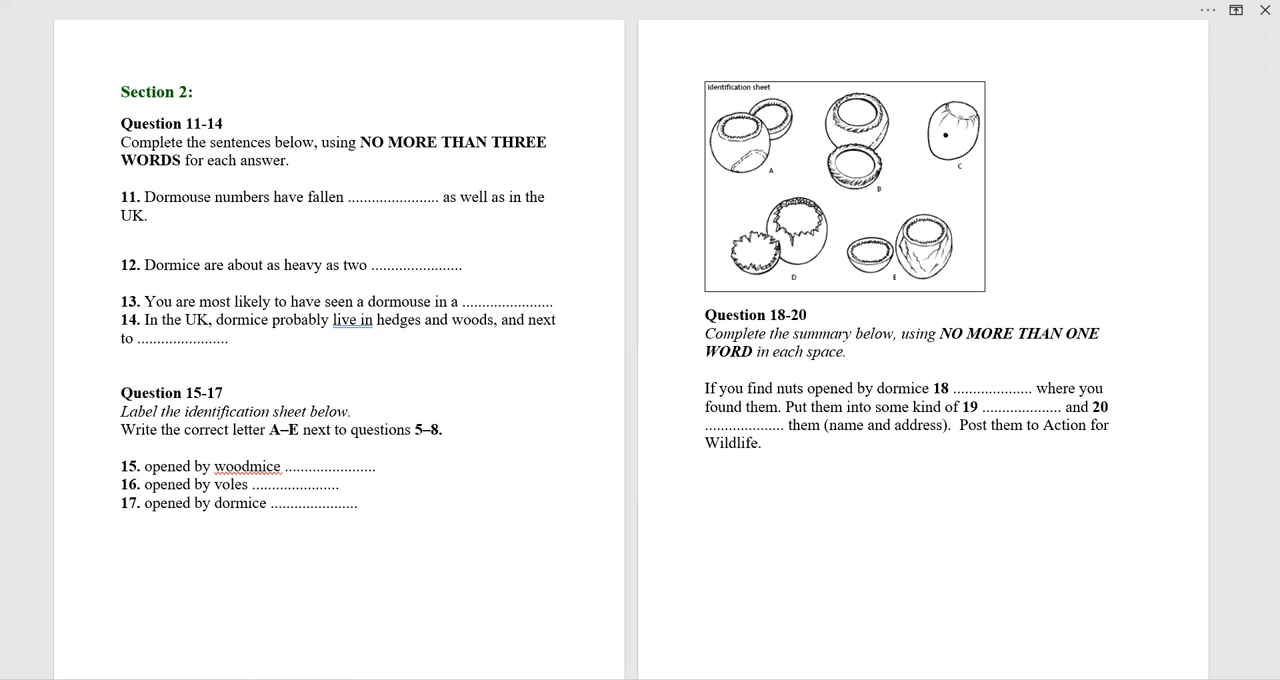 Section 2:
Question 11-14
Complete the sentences below, using NO MORE THAN THREE
WORDS for each answer.
11. Dormouse numbers have fallen ....................... as well as in the
UK.
12. Dormice are about as heavy as two .......................
13. You are most likely to have seen a dormouse in a .......................
14. In the UK, dormice probably live in hedges and woods, and next
to .......................
Question 15-17
Label the identification sheet below.
Write the correct letter A–E next to questions 5–8.
15. opened by woodmice .......................
16. opened by voles ......................
17. opened by dormice ......................
Identification sheet
A
B
C
D
E
Question 18-20
Complete the summary below, using NO MORE THAN ONE
WORD in each space.
If you find nuts opened by dormice 18 .................... where you
found them. Put them into some kind of 19 .................... and 20
.................... them (name and address).  Post them to Action for
Wildlife.